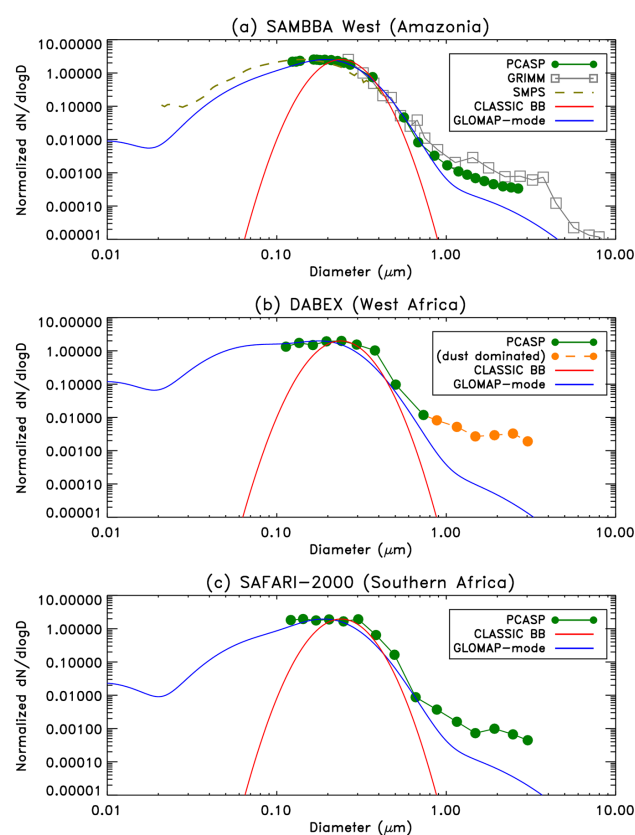 (a) SAMBBA West (Amazonia)
Normalized dN/dlogD
10.00000
1.00000
0.10000
0.01000
0.00100
0.00010
0.00001
PCASP
GRIMM
SMPS
CLASSIC BB
GLOMAP-mode
0.01
0.10
1.00
10.00
Diameter (μm)
(b) DABEX (West Africa)
Normalized dN/dlogD
10.00000
1.00000
0.10000
0.01000
0.00100
0.00010
0.00001
PCASP
(dust dominated)
CLASSIC BB
GLOMAP-mode
0.01
0.10
1.00
10.00
Diameter (μm)
(c) SAFARI-2000 (Southern Africa)
Normalized dN/dlogD
10.00000
1.00000
0.10000
0.01000
0.00100
0.00010
0.00001
PCASP
CLASSIC BB
GLOMAP-mode
0.01
0.10
1.00
10.00
Diameter (μm)